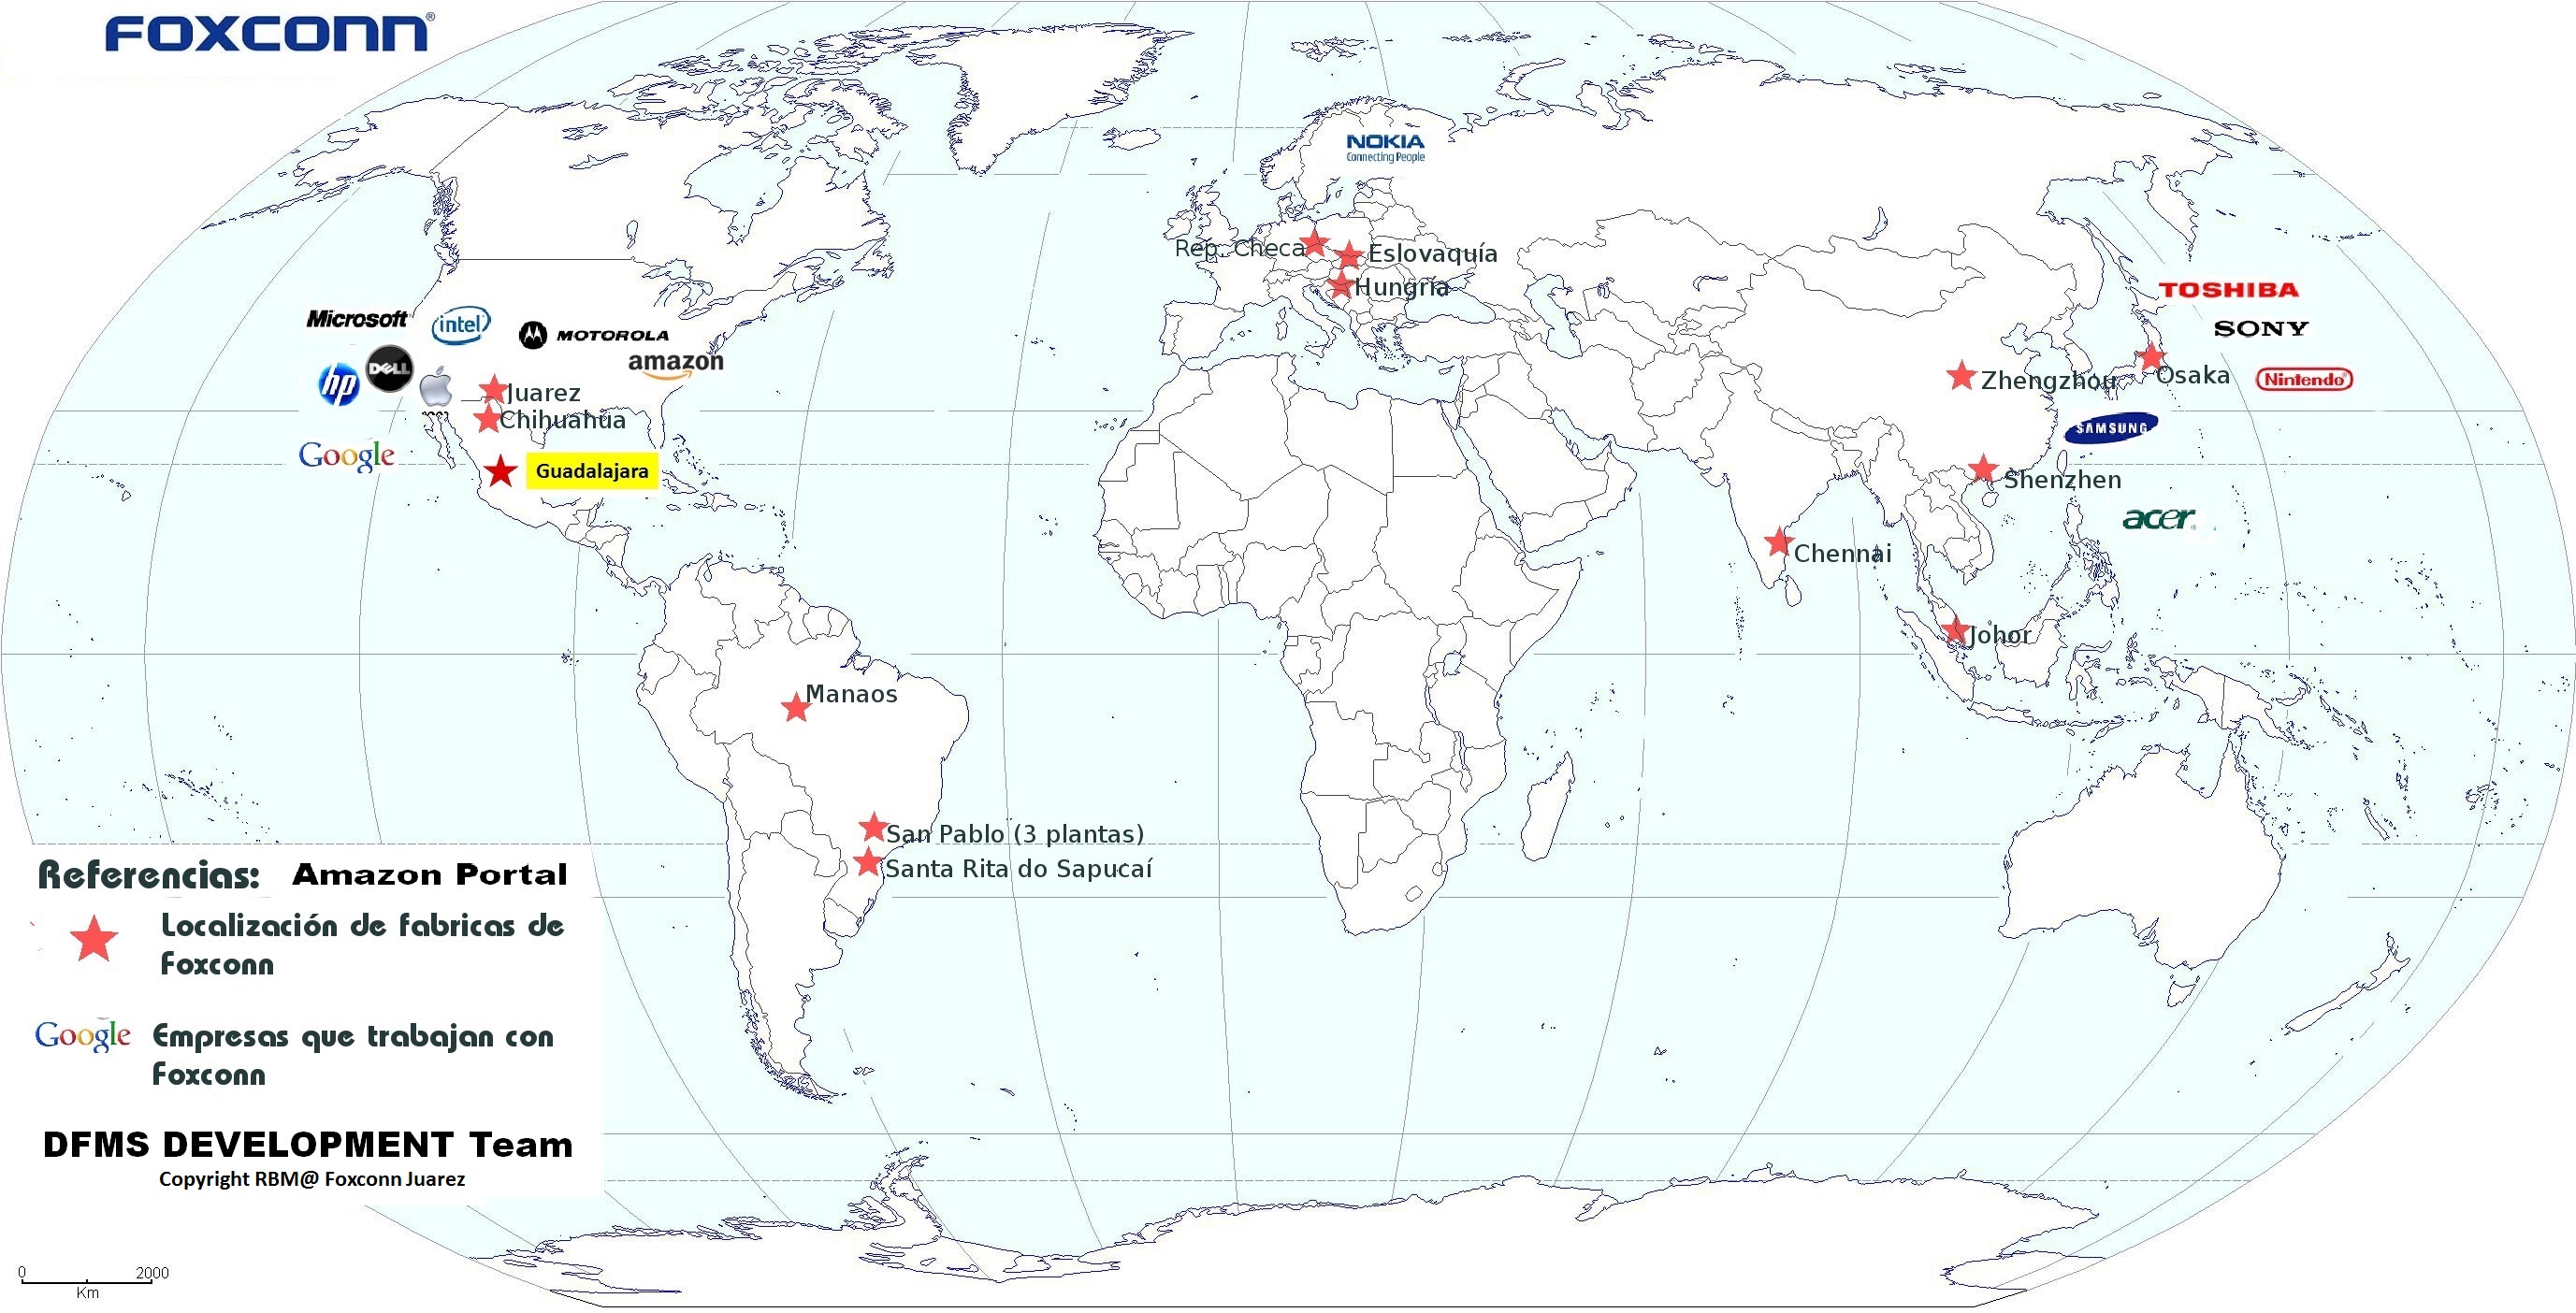 FOXCONN®
NOKIA
Connecting People
Rep. Checa
Eslovaquía
Hungría
Microsoft
intel
MOTOROLA
amazon
hp
DELL
Juarez
Chihuahua
Google
Guadalajara
TOSHIBA
SONY
Osaka
Nintendo®
Zhengzhou
SAMSUNG
Shenzhen
acer
Chennai
Johor
Manaos
San Pablo (3 plantas)
Santa Rita do Sapucaí
Referencias: Amazon Portal
Localización de fabricas de
Foxconn
Google Empresas que trabajan con
Foxconn
DFMS DEVELOPMENT Team
Copyright RBM@ Foxconn Juarez
0 2000
Km